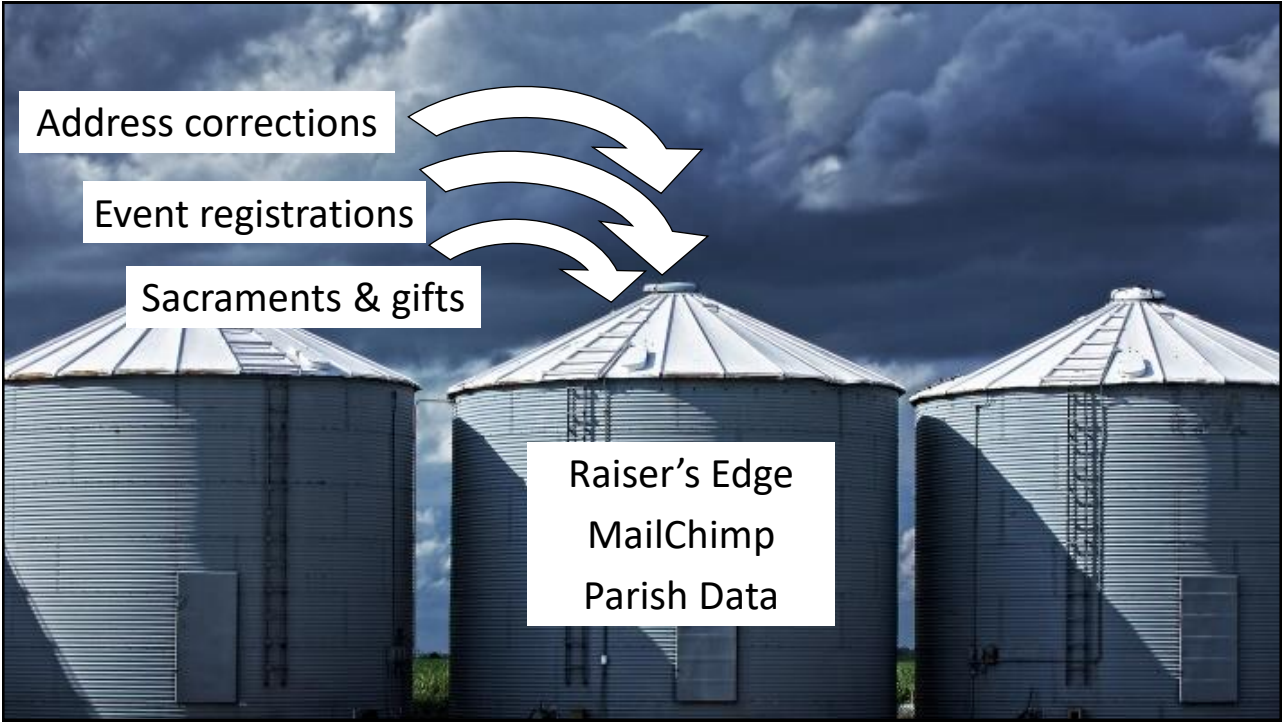 Address corrections
Event registrations
Sacraments & gifts
Raiser's Edge
MailChimp
Parish Data